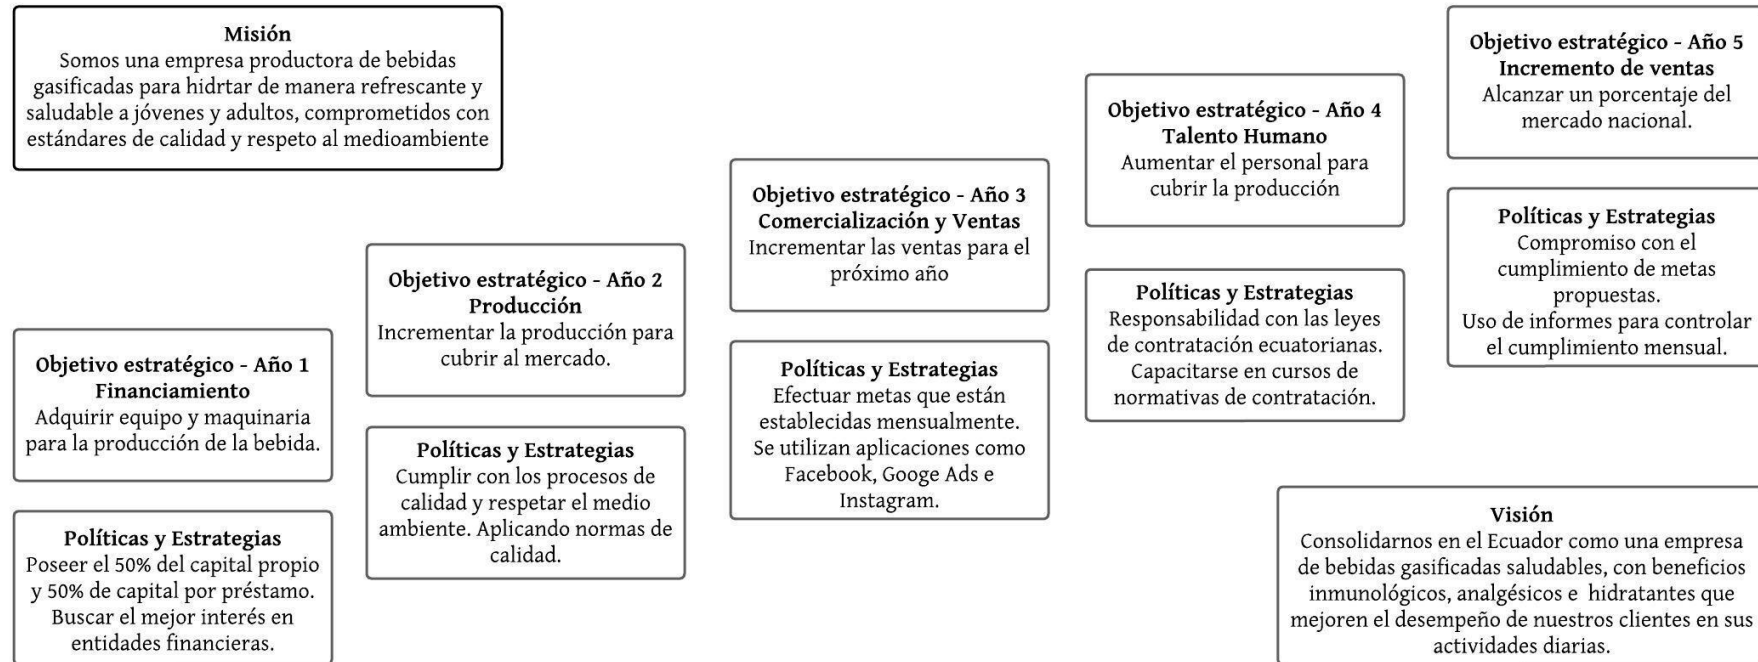 Misión
Somos una empresa productora de bebidas
gasificadas para hidrtar de manera refrescante y
saludable a jóvenes y adultos, comprometidos con
estándares de calidad y respeto al medioambiente
Objetivo estratégico - Año 1
Financiamiento
Adquirir equipo y maquinaria
para la producción de la bebida.
Políticas y Estrategias
Poseer el 50% del capital propio
y 50% de capital por préstamo.
Buscar el mejor interés en
entidades financieras.
Objetivo estratégico - Año 2
Producción
Incrementar la producción para
cubrir al mercado.
Políticas y Estrategias
Cumplir con los procesos de
calidad y respetar el medio
ambiente. Aplicando normas de
calidad.
Objetivo estratégico - Año 3
Comercialización y Ventas
Incrementar las ventas para el
próximo año
Políticas y Estrategias
Efectuar metas que están
establecidas mensualmente.
Se utilizan aplicaciones como
Facebook, Googe Ads e
Instagram.
Objetivo estratégico - Año 4
Talento Humano
Aumentar el personal para
cubrir la producción
Políticas y Estrategias
Responsabilidad con las leyes
de contratación ecuatorianas.
Capacitarse en cursos de
normativas de contratación.
Objetivo estratégico - Año 5
Incremento de ventas
Alcanzar un porcentaje del
mercado nacional.
Políticas y Estrategias
Compromiso con el
cumplimiento de metas
propuestas.
Uso de informes para controlar
el cumplimiento mensual.
Visión
Consolidarnos en el Ecuador como una empresa
de bebidas gasificadas saludables, con beneficios
inmunológicos, analgésicos e hidratantes que
mejoren el desempeño de nuestros clientes en sus
actividades diarias.